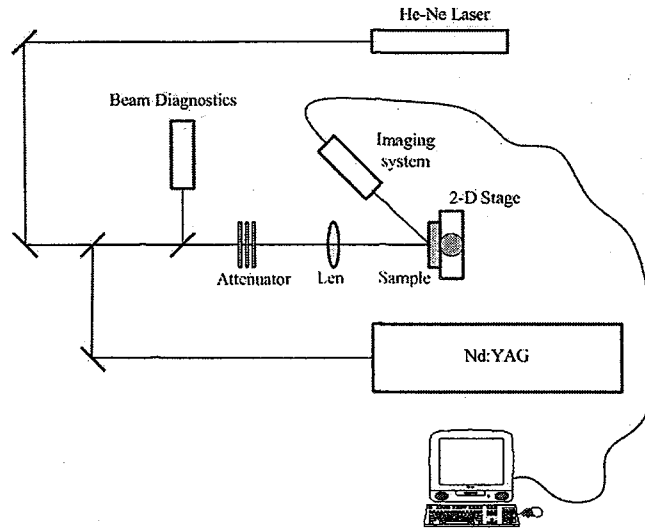 He-Ne Laser
Beam Diagnostics
Imaging
system
2-D Stage
Attenuator
Len
Sample
Nd:YAG